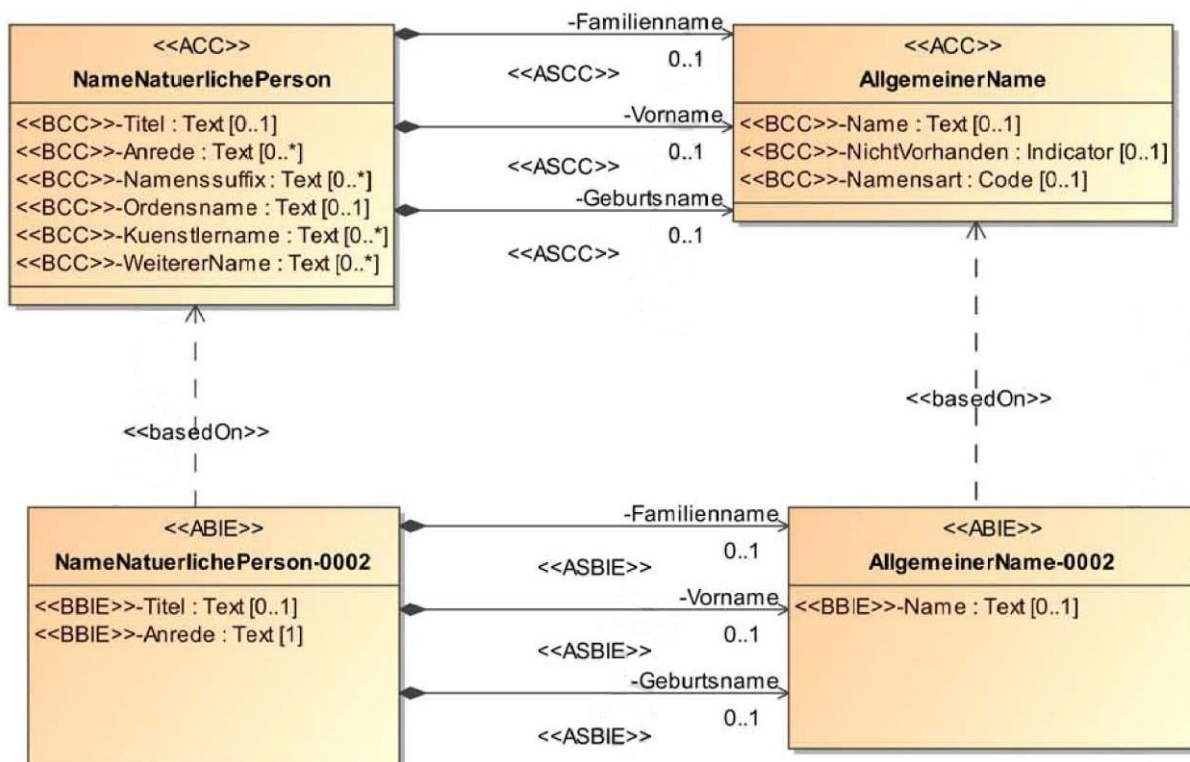 <<ACC>>
NameNatuerlichePerson
<<BCC>>-Titel : Text [0..1]
<<BCC>>-Anrede : Text [0..*]
<<BCC>>-Namenssuffix : Text [0..*]
<<BCC>>-Ordensname : Text [0..1]
<<BCC>>-Kuenstlername : Text [0..*]
<<BCC>>-WeitererName : Text [0..*]
-Familienname
0..1
<<ASCC>>
-Vorname
0..1
<<ASCC>>
-Geburtsname
0..1
<<ASCC>>
<<ACC>>
AllgemeinerName
<<BCC>>-Name : Text [0..1]
<<BCC>>-NichtVorhanden : Indicator [0..1]
<<BCC>>-Namensart : Code [0..1]
<<basedOn>>
<<basedOn>>
<<ABIE>>
NameNatuerlichePerson-0002
<<BBIE>>-Titel : Text [0..1]
<<BBIE>>-Anrede : Text [1]
-Familienname
0..1
<<ASBIE>>
-Vorname
0..1
<<ASBIE>>
-Geburtsname
0..1
<<ASBIE>>
<<ABIE>>
AllgemeinerName-0002
<<BBIE>>-Name : Text [0..1]